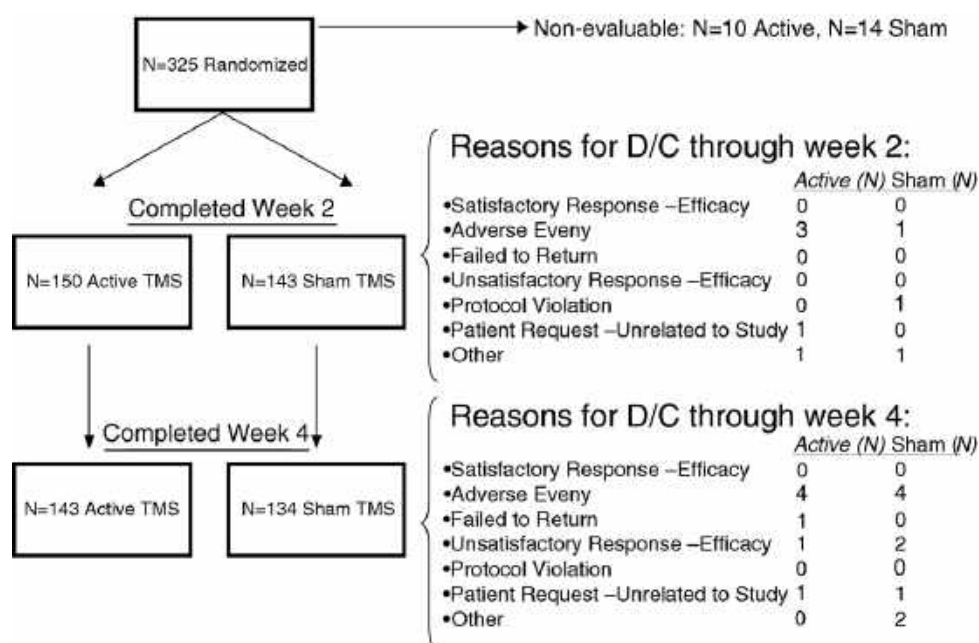 N=325 Randomized
Non-evaluable: N=10 Active, N=14 Sham
Completed Week 2
N=150 Active TMS
N=143 Sham TMS
Reasons for D/C through week 2:
Active (N) Sham (N)
•Satisfactory Response –Efficacy 0 0
•Adverse Eveny 3 1
•Failed to Return 0 0
•Unsatisfactory Response –Efficacy 0 0
•Protocol Violation 0 1
•Patient Request –Unrelated to Study 1 0
•Other 1 1
Completed Week 4
N=143 Active TMS
N=134 Sham TMS
Reasons for D/C through week 4:
Active (N) Sham (N)
•Satisfactory Response –Efficacy 0 0
•Adverse Eveny 4 4
•Failed to Return 1 0
•Unsatisfactory Response –Efficacy 1 2
•Protocol Violation 0 0
•Patient Request –Unrelated to Study 1 1
•Other 0 2